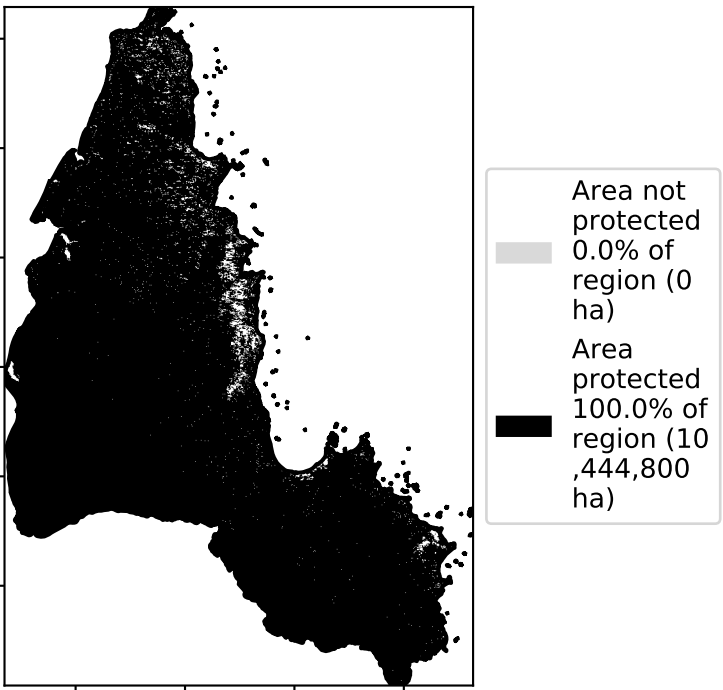 Area not
protected
0.0% of
region (0
ha)
Area
protected
100.0% of
region (10
,444,800
ha)